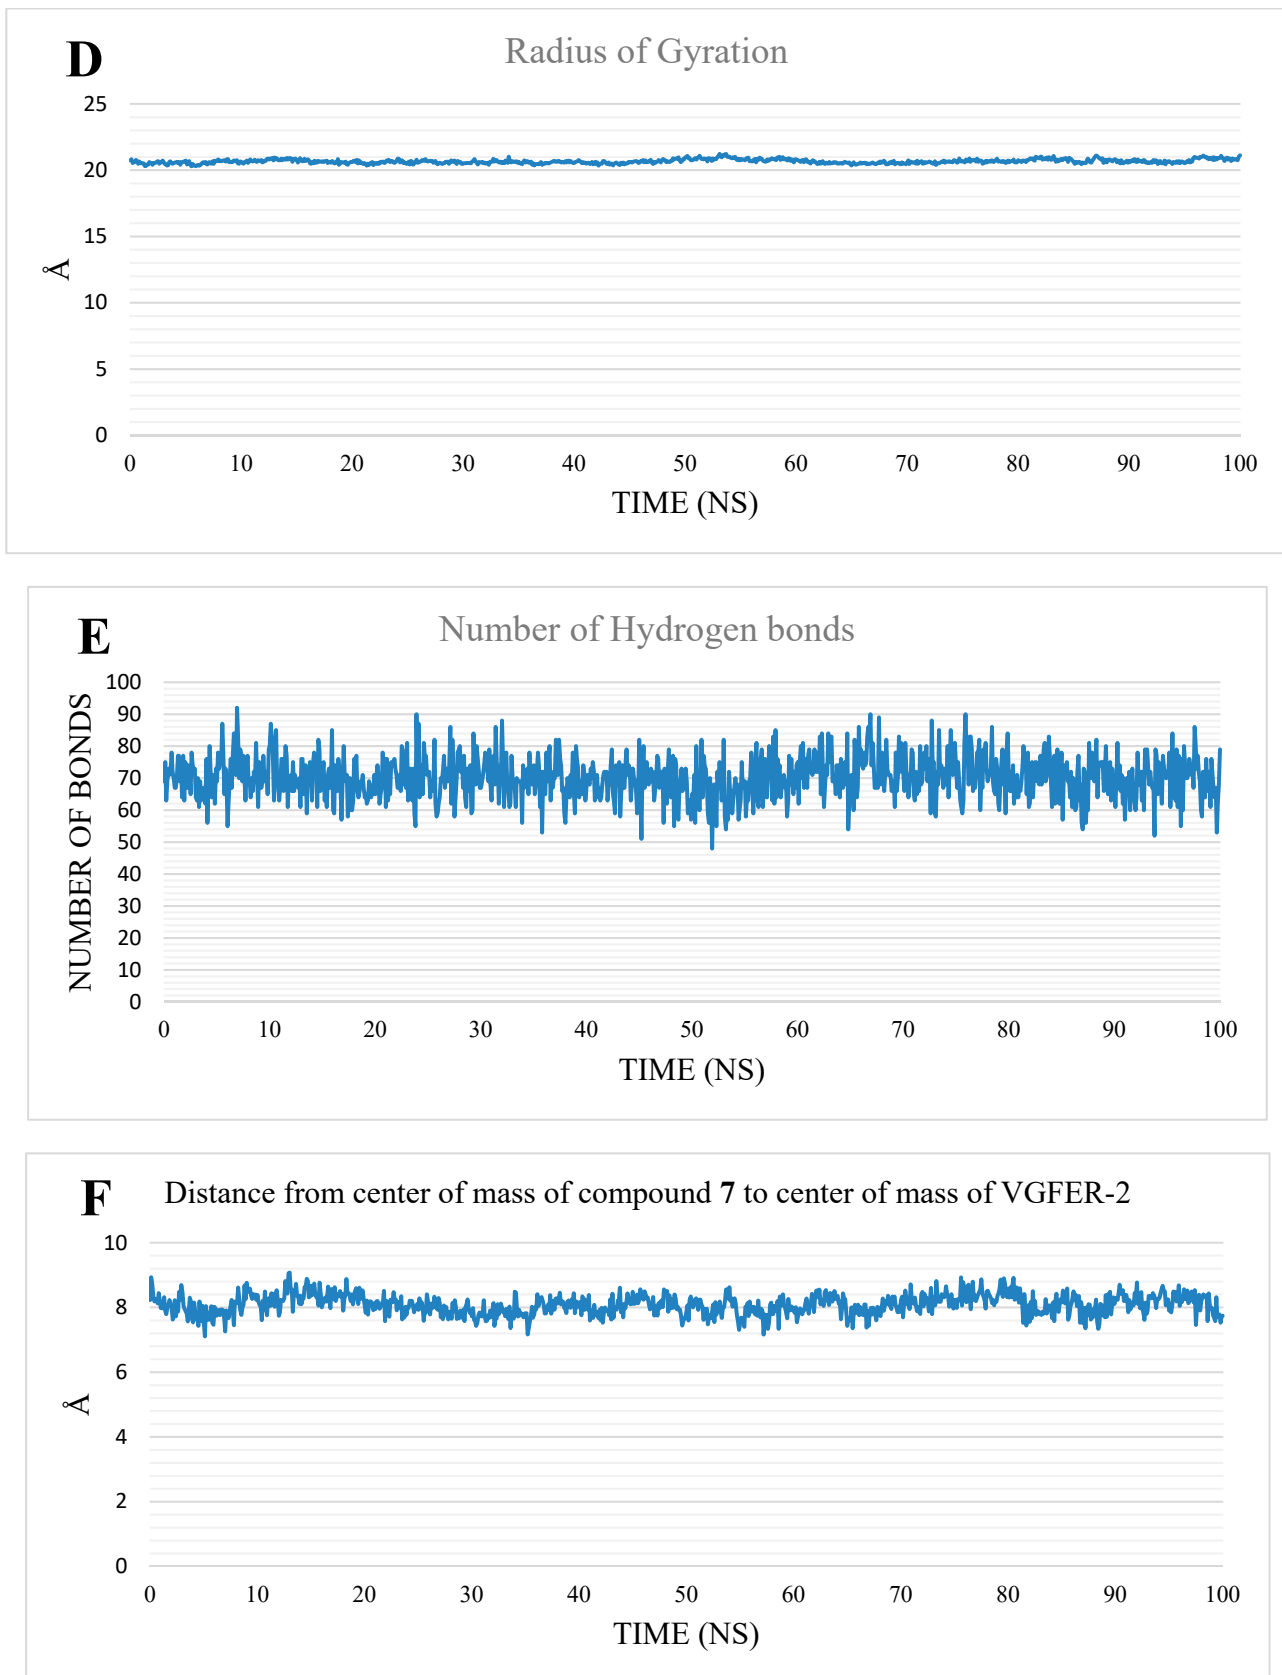 D
Radius of Gyration
25
20
15
10
5
0
Å
0 10 20 30 40 50 60 70 80 90 100
TIME (NS)
E
Number of Hydrogen bonds
100
90
80
70
60
50
40
30
20
10
0
NUMBER OF BONDS
0 10 20 30 40 50 60 70 80 90 100
TIME (NS)
F
Distance from center of mass of compound 7 to center of mass of VGFER-2
10
8
6
4
2
0
Å
0 10 20 30 40 50 60 70 80 90 100
TIME (NS)